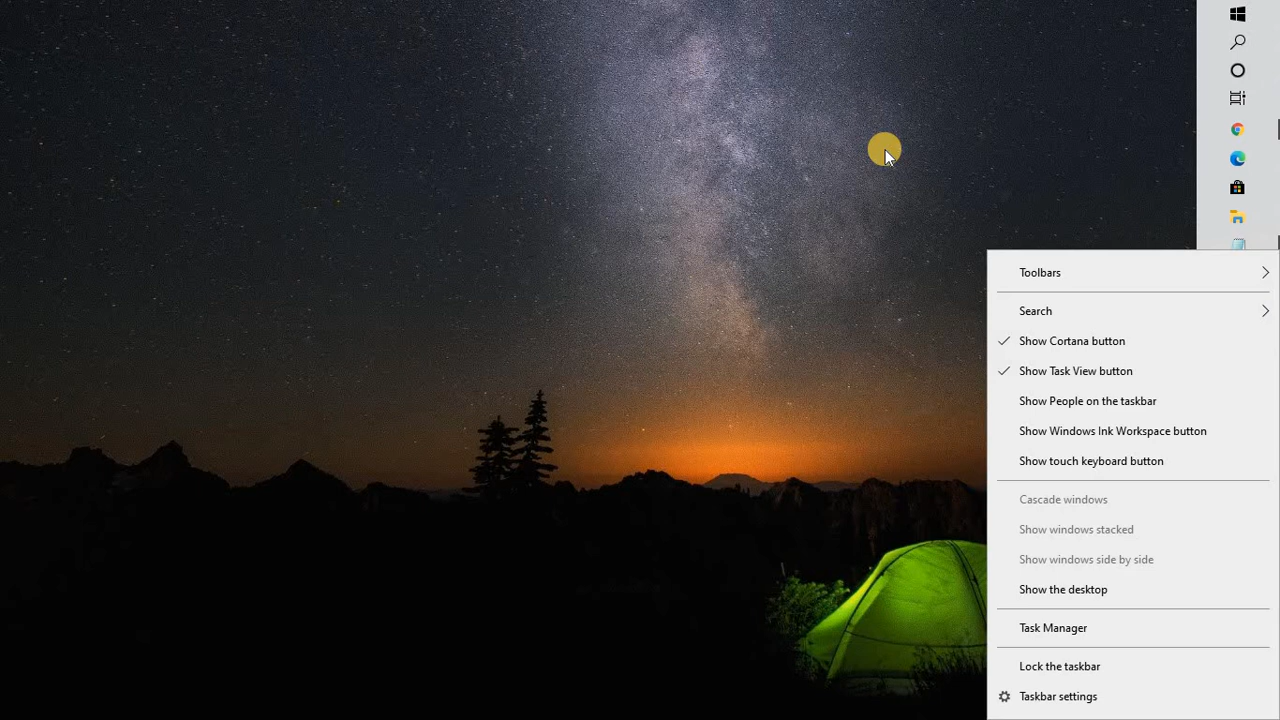 Toolbars
Search
Show Cortana button
Show Task View button
Show People on the taskbar
Show Windows Ink Workspace button
Show touch keyboard button
Cascade windows
Show windows stacked
Show windows side by side
Show the desktop
Task Manager
Lock the taskbar
Taskbar settings